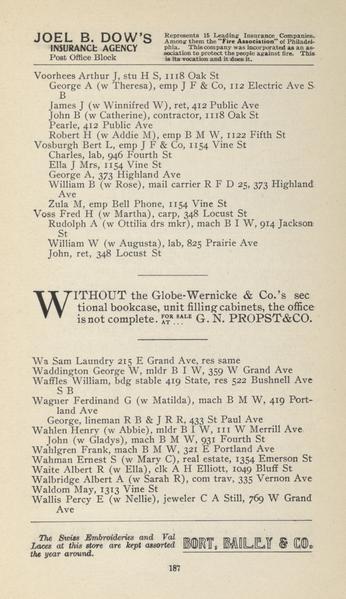 JOEL B. DOW'S
INSURANCE AGENCY
Post Office Block
Represents 15 Leading Insurance Companies.
Among them the "Fire Association" of Philadel-
phia. This company was incorporated as an as-
sociation to protect the people against fire. This
is its vocation and it does it.
Voorhees Arthur J, stu H S, 1118 Oak St
George A (w Theresa), emp J F & Co, 112 Electric Ave S
B
James J (w Winnifred W), ret, 412 Public Ave
John B (w Catherine), contractor, 1118 Oak St
Pearle, 412 Public Ave
Robert H (w Addie M), emp B M W, 1122 Fifth St
Vosburgh Bert L, emp J F & Co, 1154 Vine St
Charles, lab, 946 Fourth St
Ella J Mrs, 1154 Vine St
George A, 373 Highland Ave
William B (w Rose), mail carrier R F D 25, 373 Highland
Ave
Zula M, emp Bell Phone, 1154 Vine St
Voss Fred H (w Martha), carp, 348 Locust St
Rudolph A (w Ottilia drs mkr), mach B I W, 914 Jackson
St
William W (w Augusta), lab, 825 Prairie Ave
John, ret, 348 Locust St
WITHOUT the Globe-Wernicke & Co.'s sec
tional bookcase, unit filling cabinets, the office
is not complete. FOR SALE AT ... G. N. PROPST & CO.
Wa Sam Laundry 215 E Grand Ave, res same
Waddington George W, mldr B I W, 359 W Grand Ave
Waffles William, bdg stable 419 State, res 522 Bushnell Ave
S B
Wagner Ferdinand G (w Matilda), mach B M W, 419 Port-
land Ave
George, lineman R B & J R R, 433 St Paul Ave
Wahlen Henry (w Abbie), mldr B I W, 111 W Merrill Ave
John (w Gladys), mach B M W, 931 Fourth St
Wahlgren Frank, mach B M W, 321 E Portland Ave
Wahman Ernest S (w Mary C), real estate, 1354 Emerson St
Waite Albert R (w Ella), clk A H Elliott, 1049 Bluff St
Walbridge Albert A (w Sarah R), com trav, 335 Vernon Ave
Waldom May, 1313 Vine St
Wallis Percy E (w Nellie), jeweler C A Still, 769 W Grand
Ave
The Swiss Embroideries and Val
Laces at this store are kept assorted
the year around.
BORT, BAILEY & CO.
187